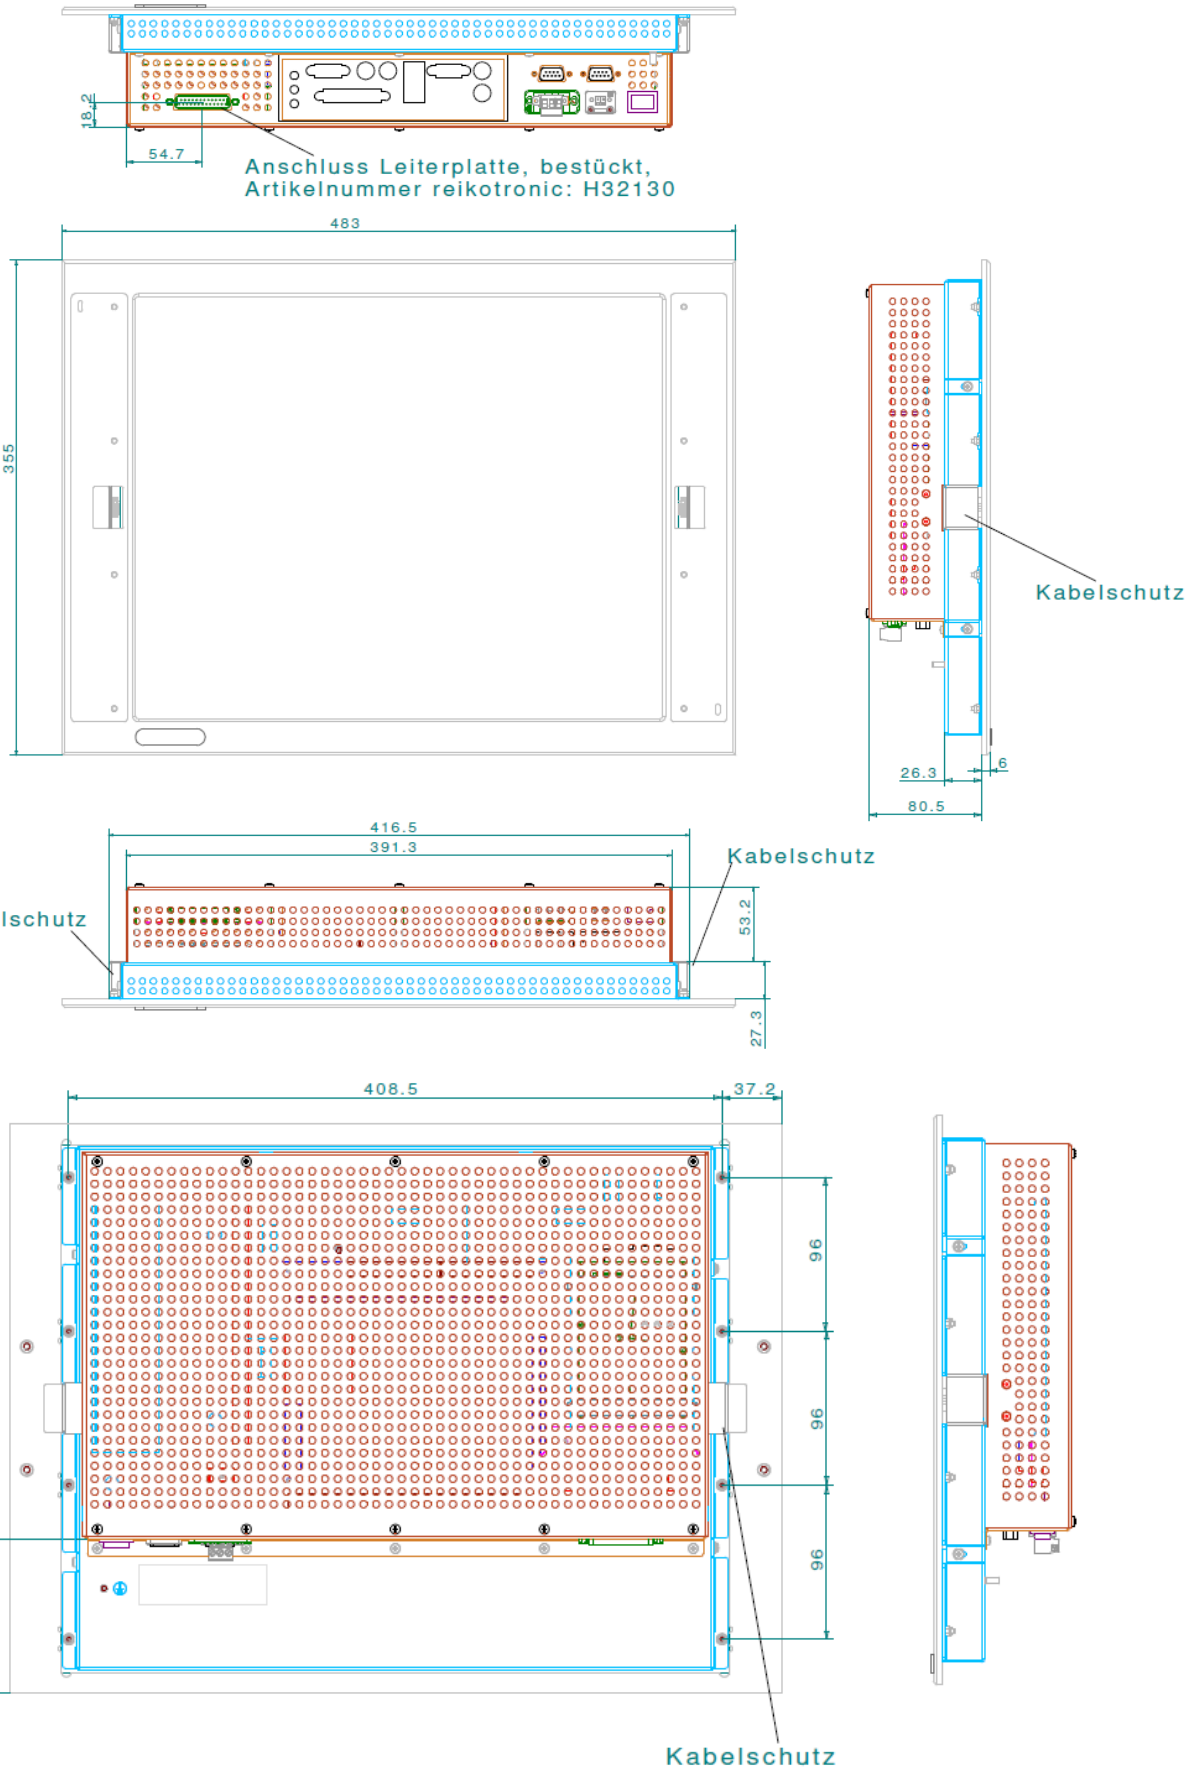 18.2
54.7
Anschluss Leiterplatte, bestückt,
Artikelnummer reikotronic: H32130
483
355
Kabelschutz
6
26.3
80.5
416.5
391.3
Kabelschutz
53.2
lschutz
27.3
408.5
37.2
96
96
96
Kabelschutz